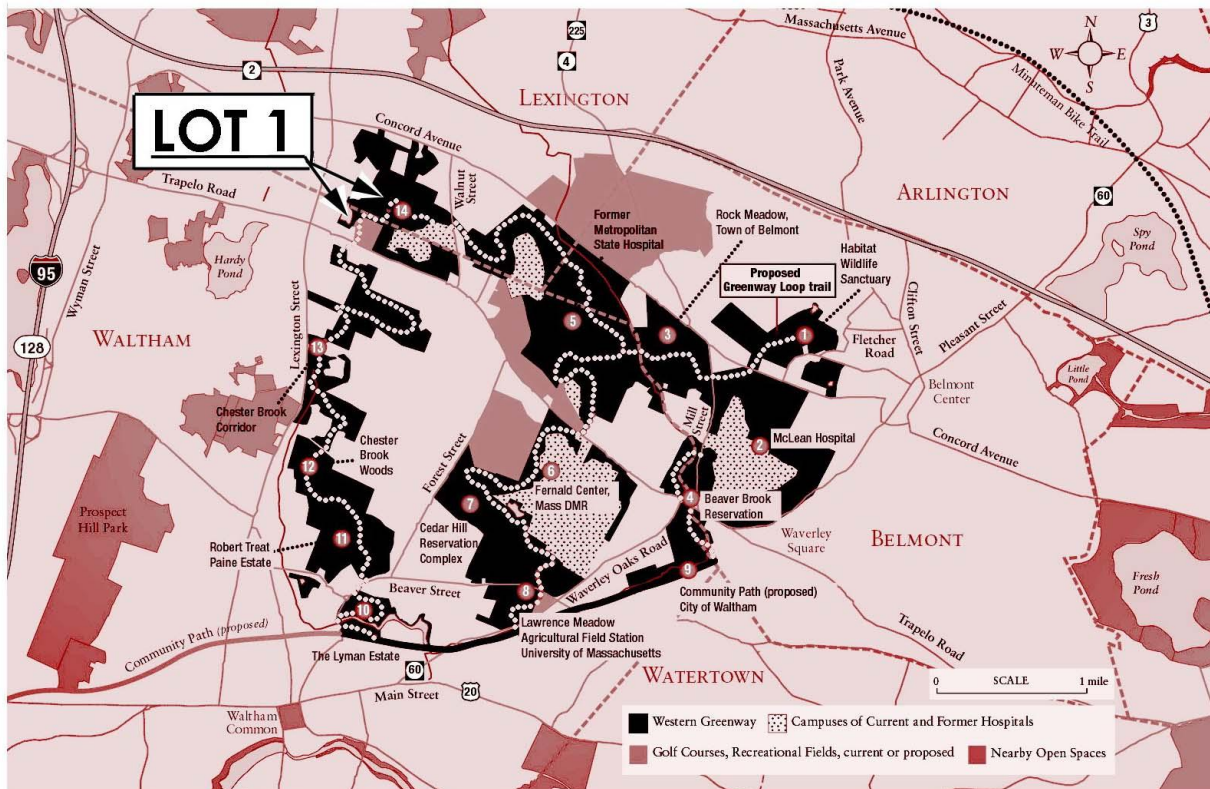 Massachusetts Avenue
3
225
4
N
W
E
S
2
LEXINGTON
Park Avenue
Minuteman Bike Trail
LOT 1
Concord Avenue
Walnut
Street
Trapelo Road
ARLINGTON
60
14
Former
Metropolitan
State Hospital
Rock Meadow,
Town of Belmont
Habitat
Wildlife
Sanctuary
Spy
Pond
95
Wyman Street
Hardy
Pond
Proposed
Greenway Loop trail
Clifton Street
Pleasant Street
128
WALTHAM
Lexington Street
5
3
1
Fletcher
Road
13
Little
Pond
Belmont
Center
Chester Brook
Corridor
Mill
Street
2
McLean Hospital
Concord Avenue
Chester
Brook
Woods
12
Forest Street
6
Fernald Center,
Mass DMR
4
Beaver Brook
Reservation
7
Cedar Hill
Reservation
Complex
Prospect
Hill Park
11
Robert Treat
Paine Estate
Waverley
Square
BELMONT
Waverley Oaks Road
9
Fresh
Pond
Beaver Street
8
Community Path (proposed)
City of Waltham
10
Lawrence Meadow
Agricultural Field Station
University of Massachusetts
Community Path (proposed)
The Lyman Estate
Trapelo Road
60
WATERTOWN
Main Street
20
0
SCALE
1 mile
Waltham
Common
Western Greenway
Campuses of Current and Former Hospitals
Golf Courses, Recreational Fields, current or proposed
Nearby Open Spaces